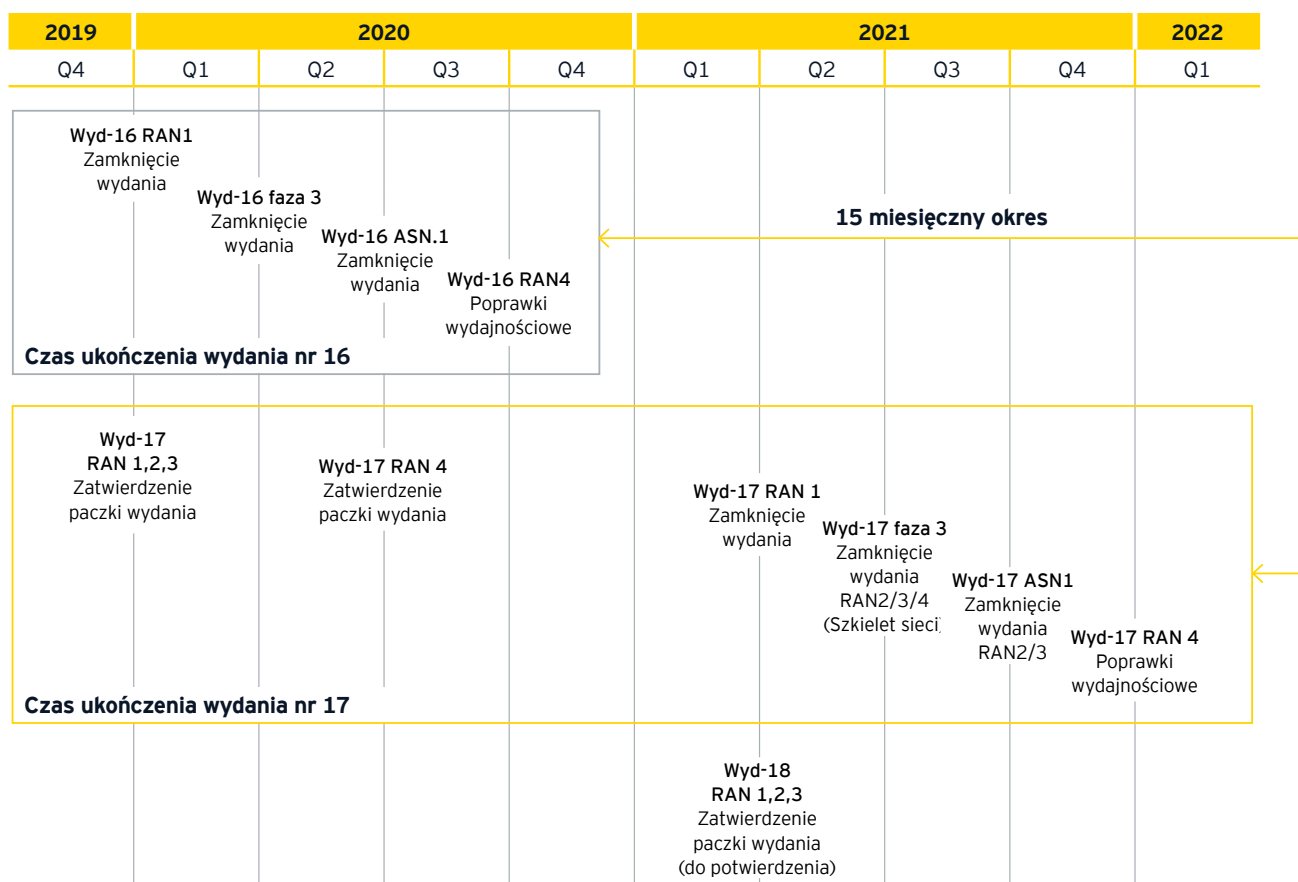 2019 2020 2021 2022
Q4 Q1 Q2 Q3 Q4 Q1 Q2 Q3 Q4 Q1
Wyd-16 RAN1
Zamknięcie
wydania
Wyd-16 faza 3
Zamknięcie
wydania
Wyd-16 ASN.1
Zamknięcie
wydania
Wyd-16 RAN4
Poprawki
wydajnościowe
Czas ukończenia wydania nr 16
15 miesięczny okres
Wyd-17
RAN 1,2,3
Zatwierdzenie
paczki wydania
Wyd-17 RAN 4
Zatwierdzenie
paczki wydania
Wyd-17 RAN 1
Zamknięcie
wydania
Wyd-17 faza 3
Zamknięcie
wydania
RAN2/3/4
(Szkielet sieci)
Wyd-17 ASN1
Zamknięcie
wydania
RAN2/3
Wyd-17 RAN 4
Poprawki
wydajnościowe
Czas ukończenia wydania nr 17
Wyd-18
RAN 1,2,3
Zatwierdzenie
paczki wydania
(do potwierdzenia)